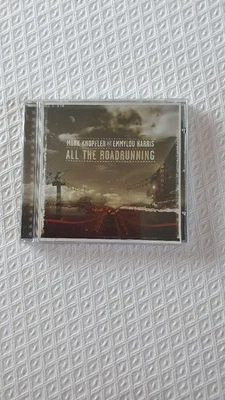 MARK KNOPFLER AND EMMYLOU HARRIS
ALL THE ROADRUNNING